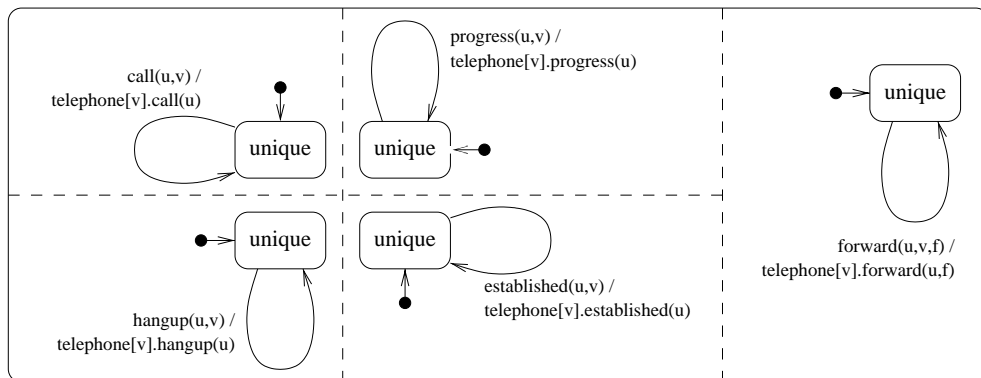 call(u,v) /
telephone[v].call(u)
unique
progress(u,v) /
telephone[v].progress(u)
unique
unique
forward(u,v,f) /
telephone[v].forward(u,f)
unique
hangup(u,v) /
telephone[v].hangup(u)
unique
established(u,v) /
telephone[v].established(u)